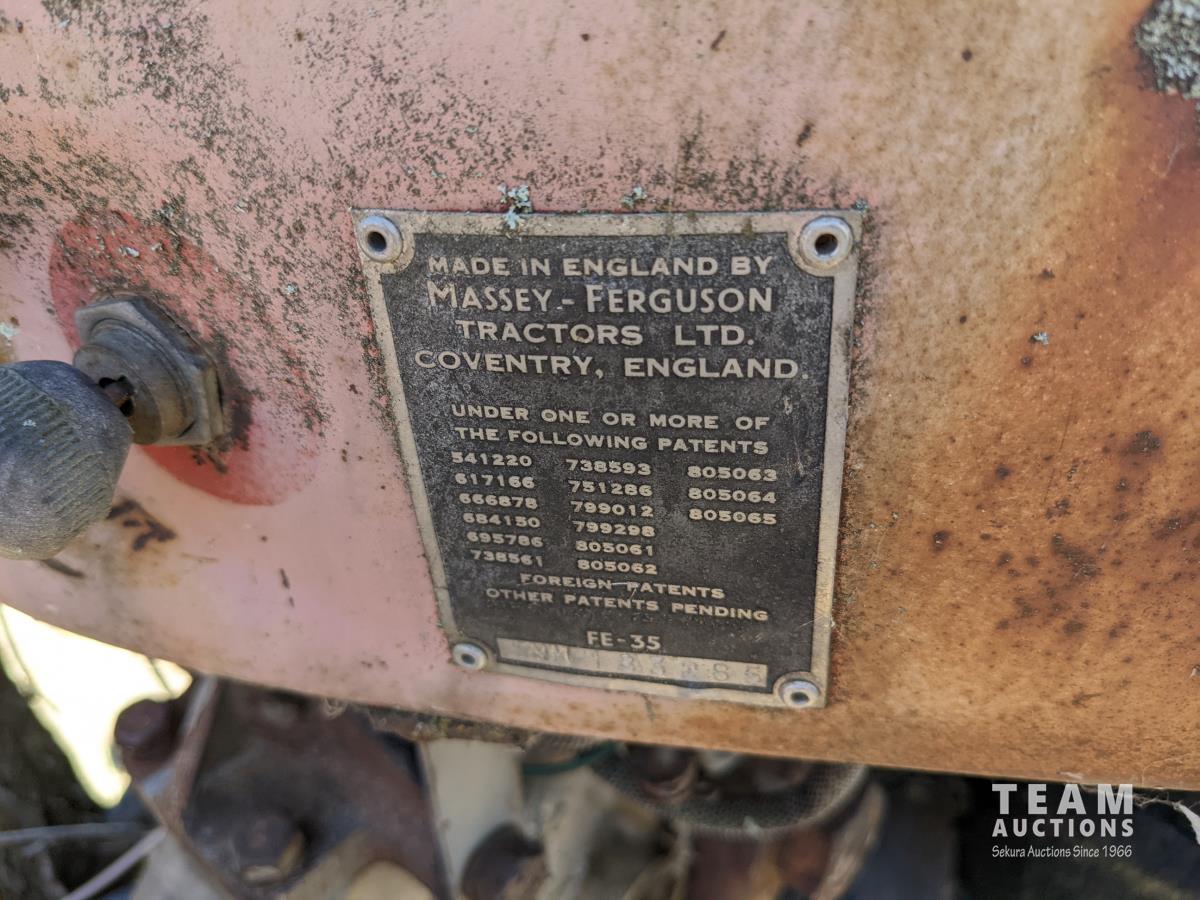 MADE IN ENGLAND BY
MASSEY-FERGUSON
TRACTORS LTD.
COVENTRY, ENGLAND.
UNDER ONE OR MORE OF
THE FOLLOWING PATENTS
541220 738593 805063
617166 751286 805064
666878 799012 805065
684150 799298
695786 805061
738561 805062
FOREIGN PATENTS
OTHER PATENTS PENDING
FE-35
TEAM
AUCTIONS
Sekura Auctions Since 1966